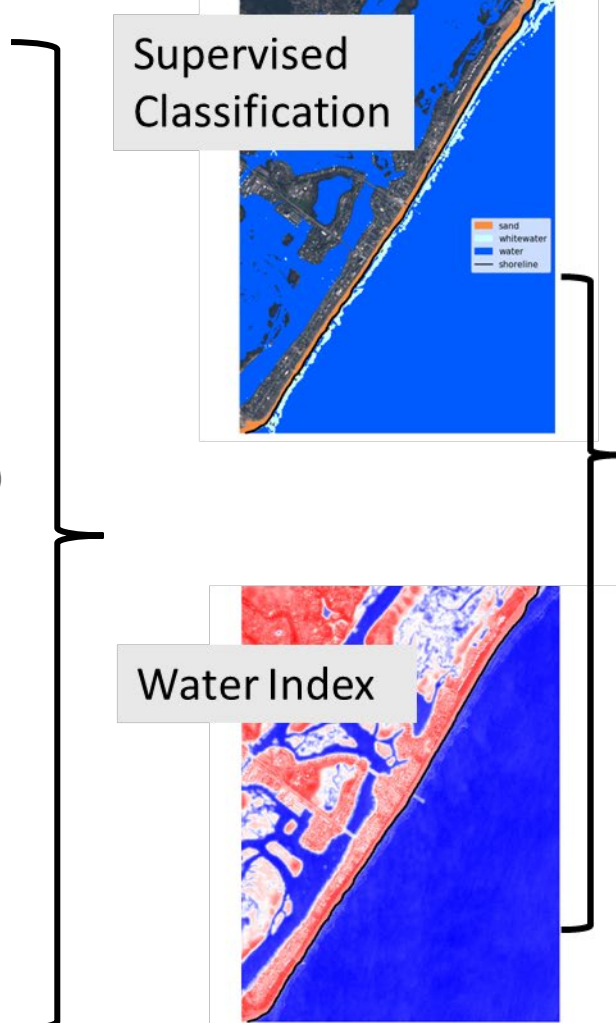 Supervised
Classification
sand
whitewater
water
shoreline
Water Index
)